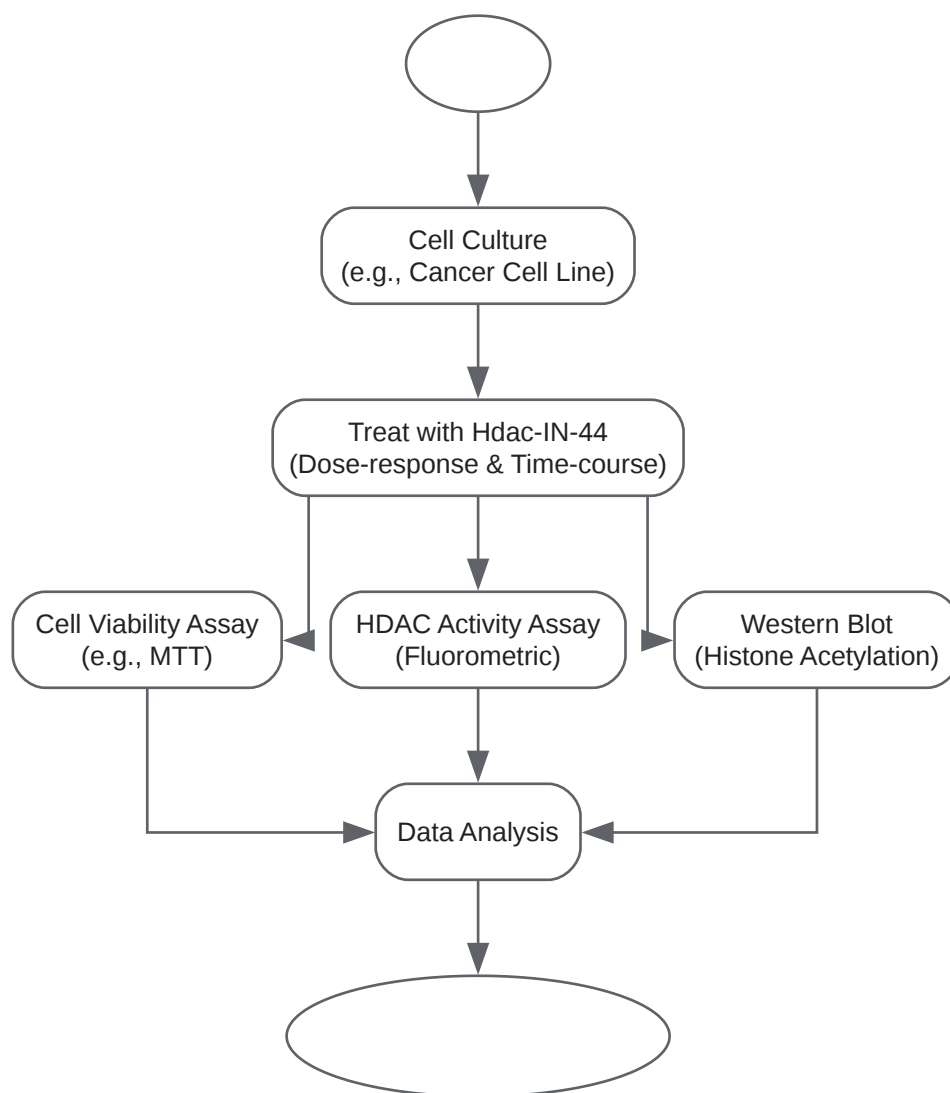 Cell Culture
(e.g., Cancer Cell Line)
Treat with Hdac-IN-44
(Dose-response & Time-course)
Cell Viability Assay
(e.g., MTT)
HDAC Activity Assay
(Fluorometric)
Western Blot
(Histone Acetylation)
Data Analysis